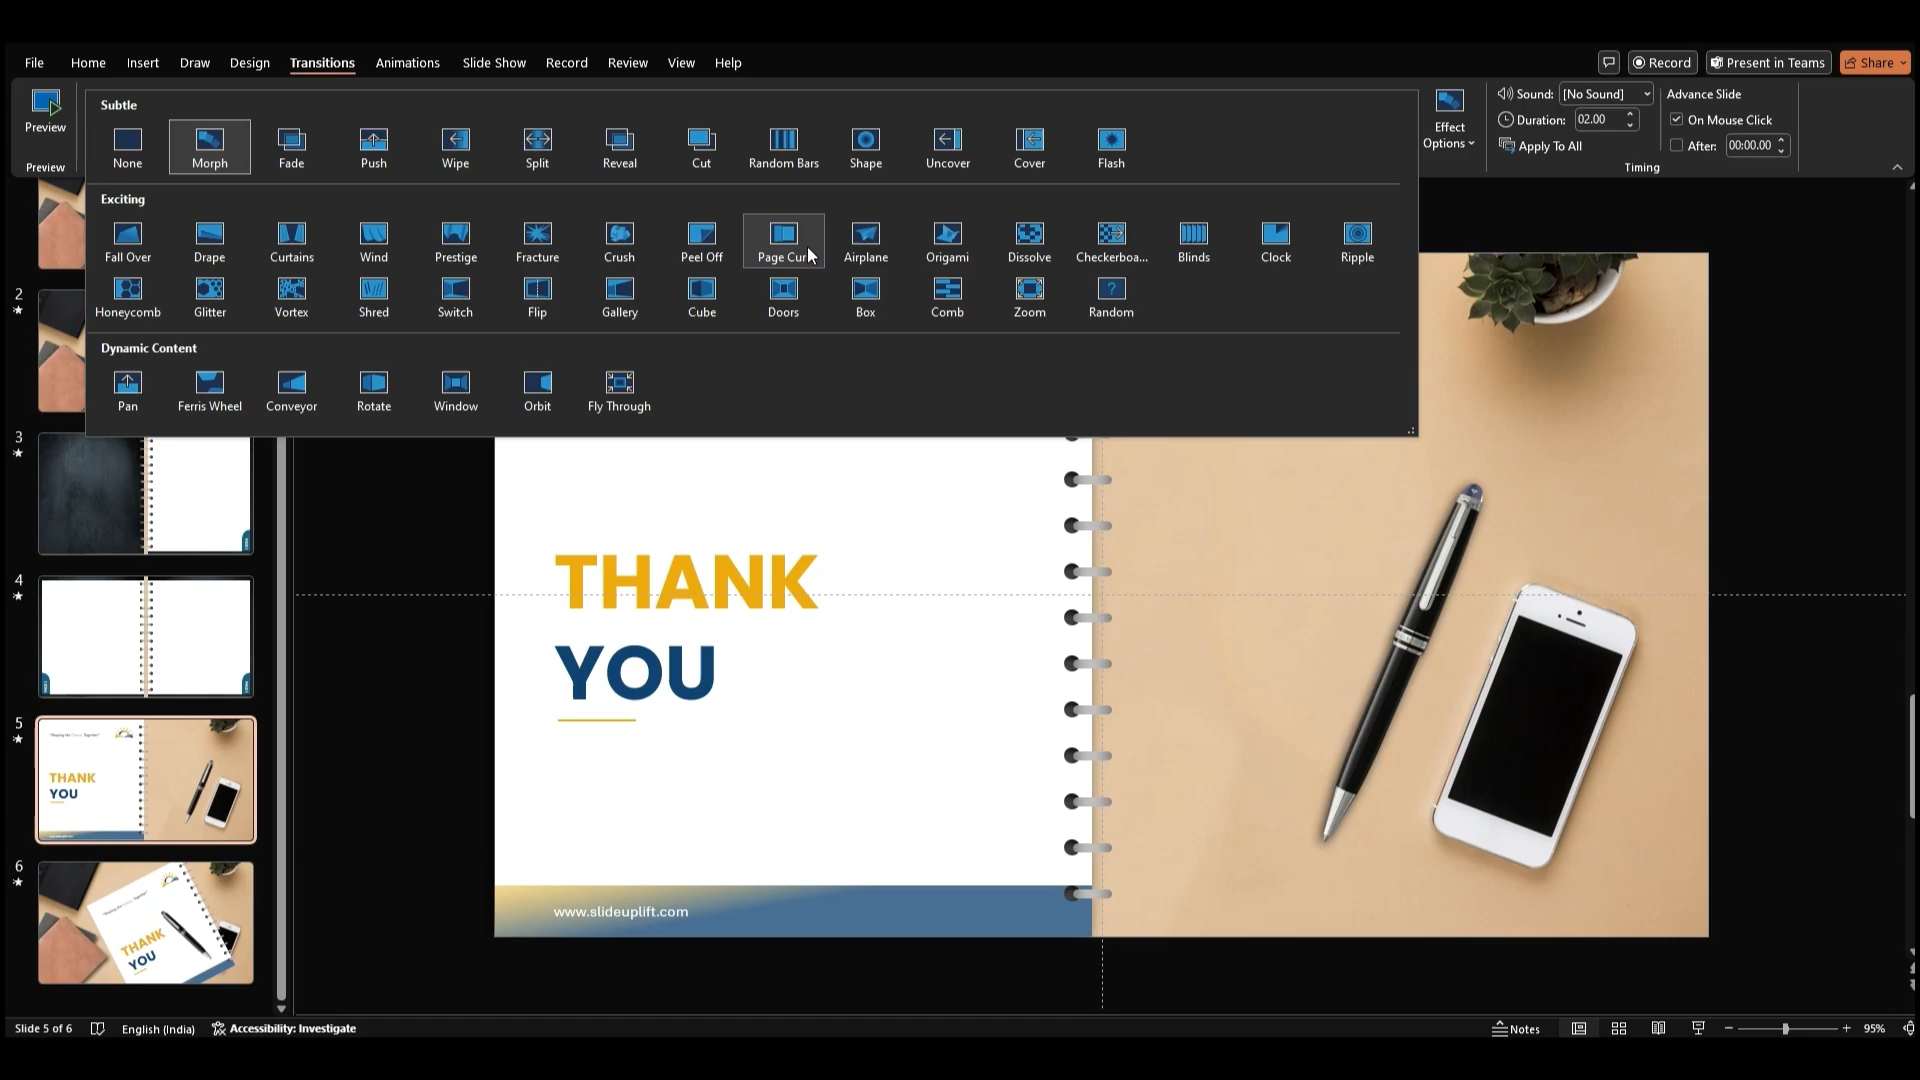 File Home Insert Draw Design Transitions Animations Slide Show Record Review View Help Record Present in Teams Share
Preview
Preview
Subtle
None Morph Fade Push Wipe Split Reveal Cut Random Bars Shape Uncover Cover Flash
Exciting
Fall Over Drape Curtains Wind Prestige Fracture Crush Peel Off Page Cur Airplane Origami Dissolve Checkerboa... Blinds Clock Ripple
Honeycomb Glitter Vortex Shred Switch Flip Gallery Cube Doors Box Comb Zoom Random
Dynamic Content
Pan Ferris Wheel Conveyor Rotate Window Orbit Fly Through
Effect
Options
Sound: [No Sound]
Duration: 02.00
Apply To All
Advance Slide
On Mouse Click
After: 00:00.00
Timing
2
3
4
5
THANK
YOU
6
THANK
YOU
THANK
YOU
www.slideuplift.com
Slide 5 of 6 English (India) Accessibility: Investigate Notes 95%